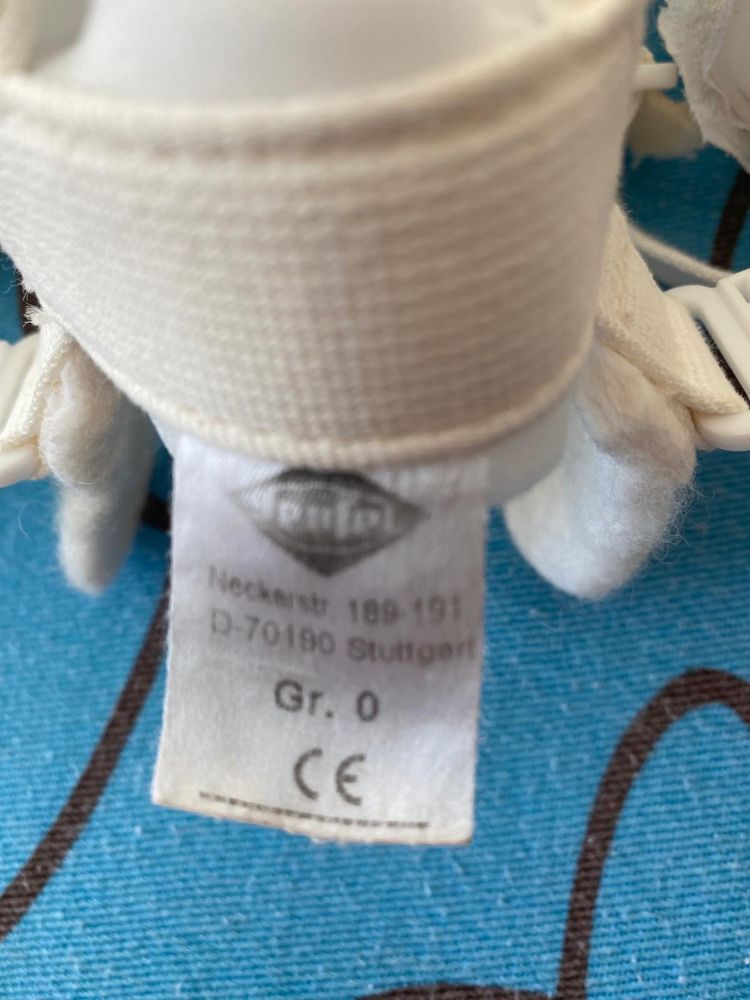 Neckarstr. 189-191
D-70190 Stuttgart
Gr. 0
CE